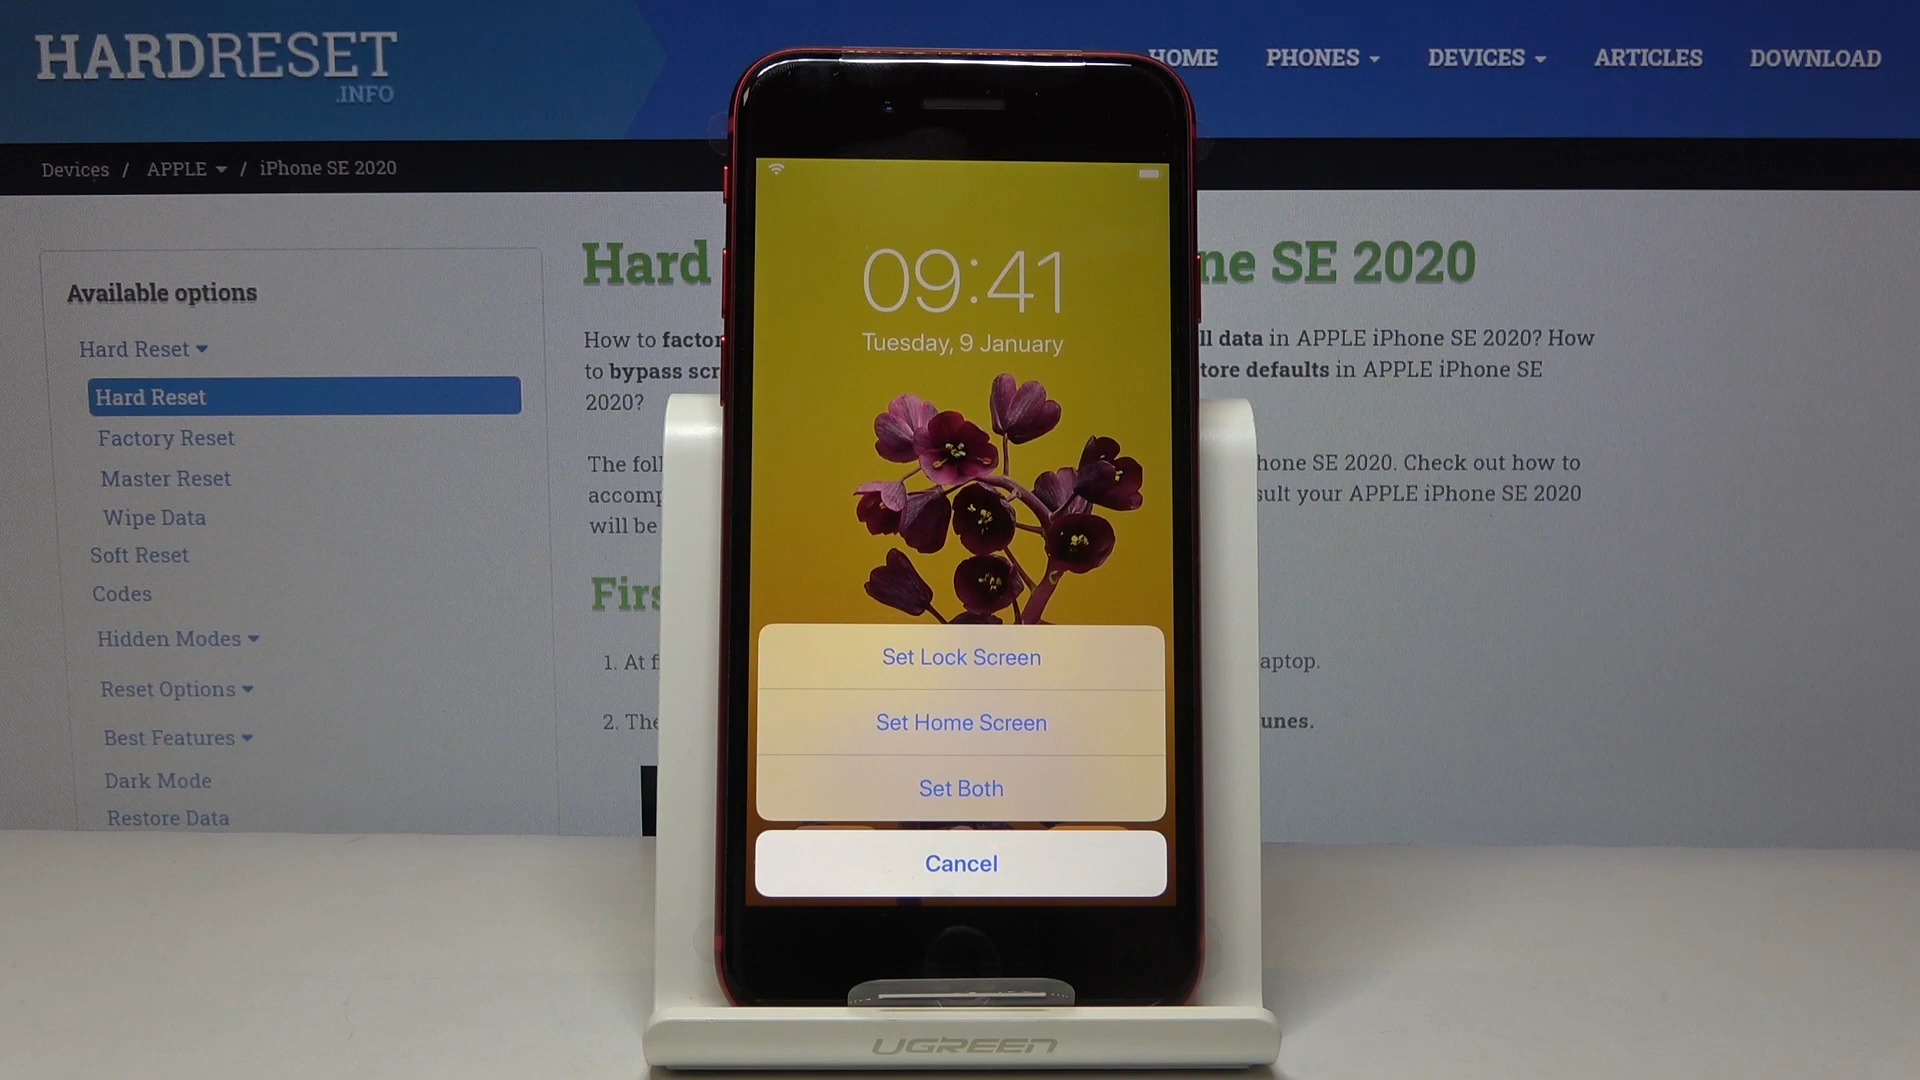 HARDRESET
.INFO
HOME PHONES DEVICES ARTICLES DOWNLOAD
Devices / APPLE / iPhone SE 2020
Available options
Hard Reset
Hard Reset
Factory Reset
Master Reset
Wipe Data
Soft Reset
Codes
Hidden Modes
Reset Options
Best Features
Dark Mode
Restore Data
Hard ne SE 2020
How to factor ll data in APPLE iPhone SE 2020? How
to bypass scr tore defaults in APPLE iPhone SE
2020?
The foll hone SE 2020. Check out how to
accomp sult your APPLE iPhone SE 2020
will be
Firs
1. At fi aptop.
2. The unes.
09:41
Tuesday, 9 January
Set Lock Screen
Set Home Screen
Set Both
Cancel
UGREEN